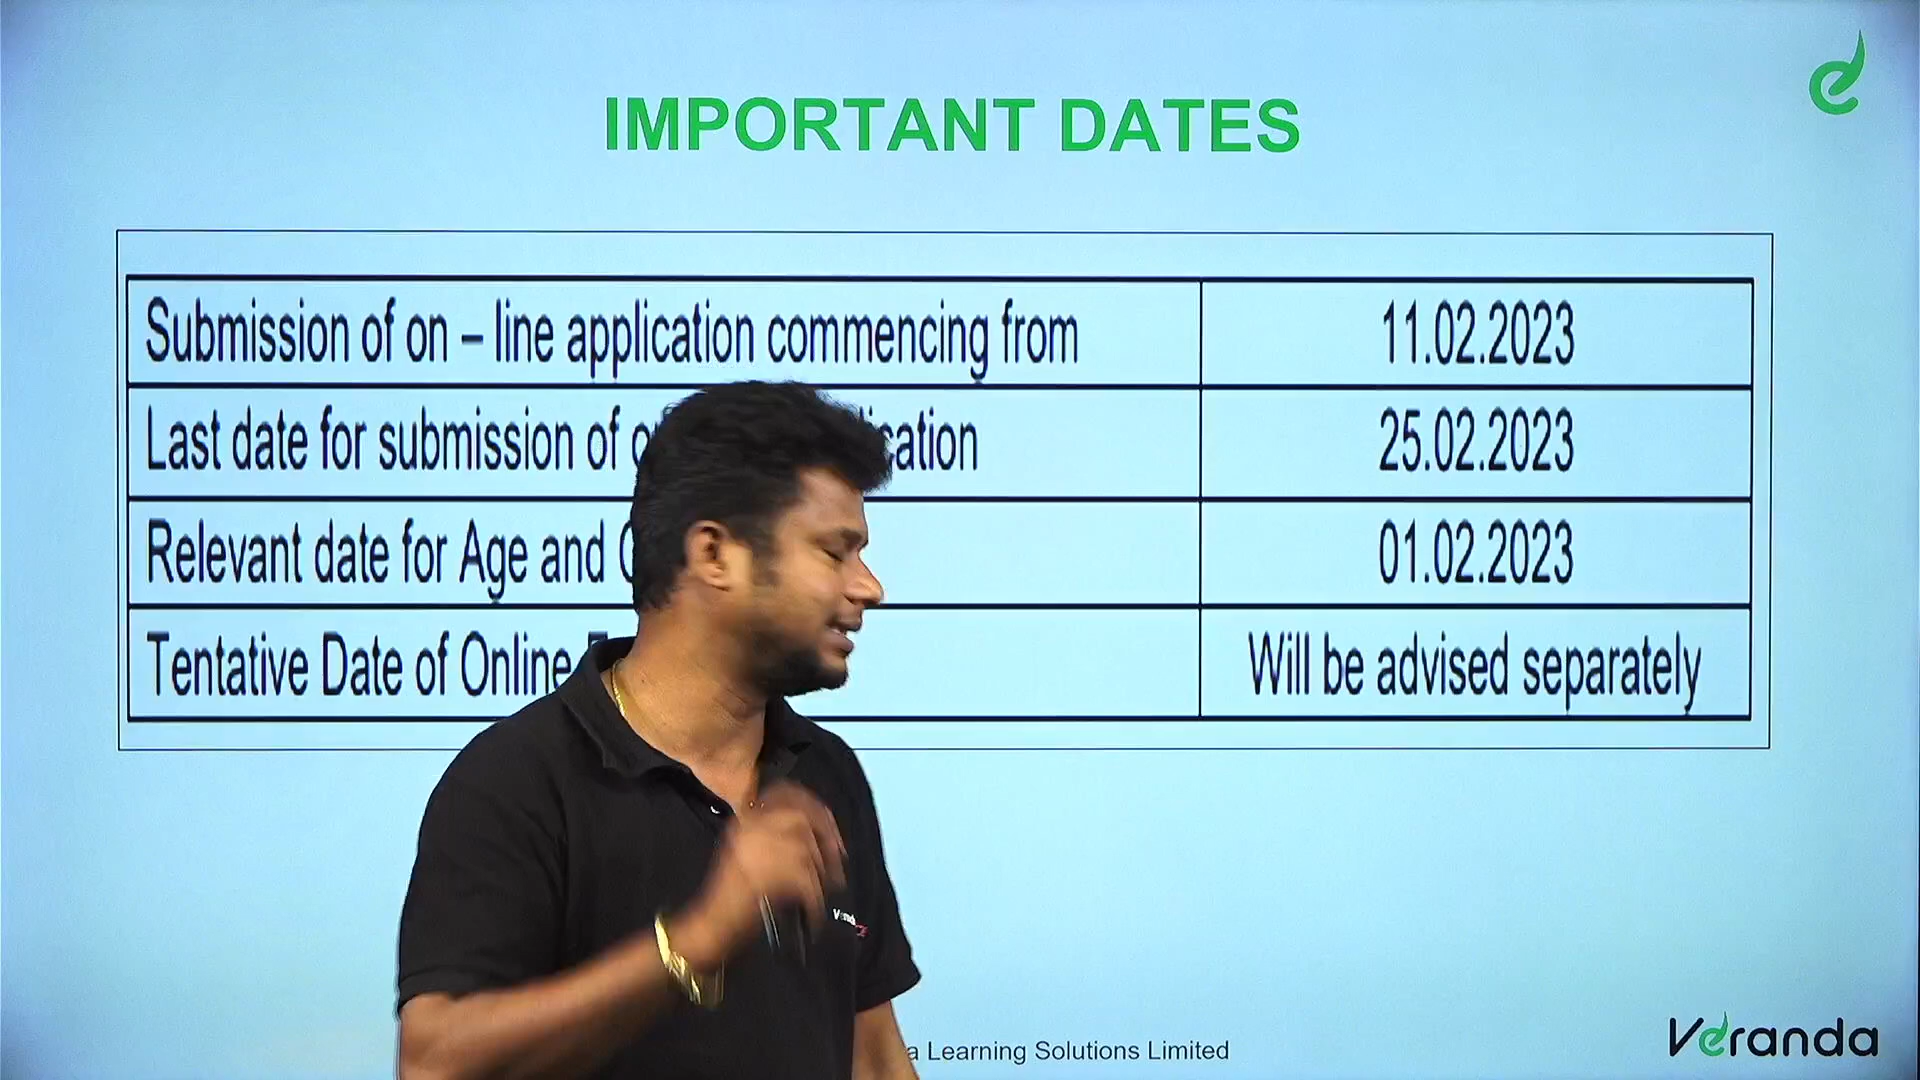 IMPORTANT DATES
Submission of on – line application commencing from 11.02.2023
Last date for submission of cation 25.02.2023
Relevant date for Age and 01.02.2023
Tentative Date of Online Will be advised separately
a Learning Solutions Limited
Veranda